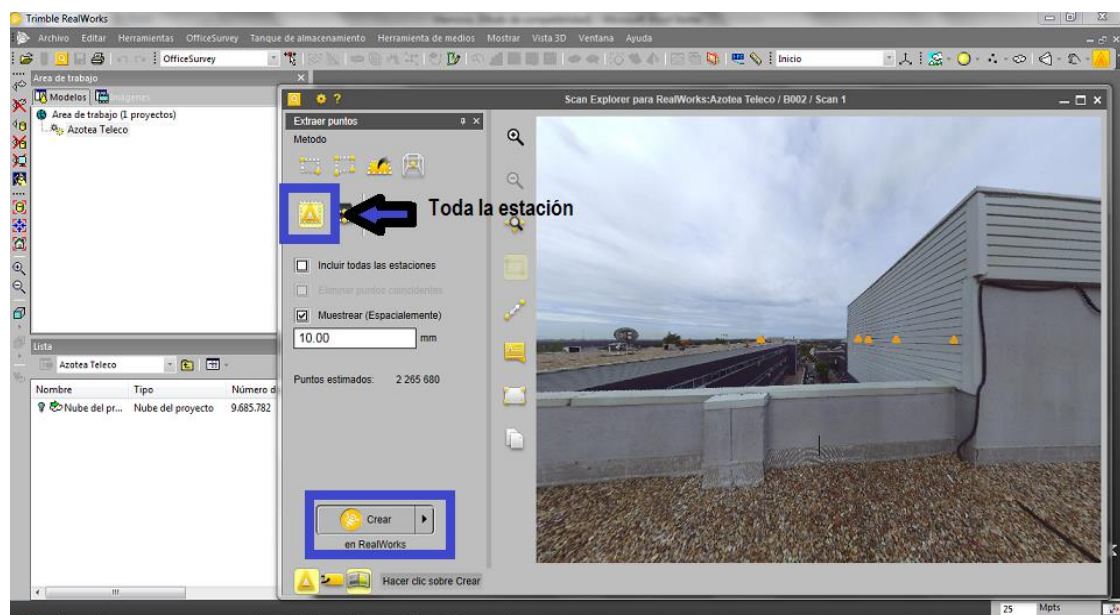 Trimble RealWorks
Archivo Editar Herramientas OfficeSurvey Tanque de almacenamiento Herramienta de medios Mostrar Vista 3D Ventana Ayuda
OfficeSurvey
Inicio
Area de trabajo
Modelos
Area de trabajo (1 proyectos)
Azotea Teleco
Scan Explorer para RealWorks:Azotea Teleco / B002 / Scan 1
Extraer puntos
Metodo
Toda la estación
Incluir todas las estaciones
Eliminar puntos coincidentes
Muestrear (Espacialemente)
10.00 mm
Puntos estimados: 2 265 680
Crear
en RealWorks
Hacer clic sobre Crear
Lista
Azotea Teleco
Nombre Tipo Número d
Nube del pr... Nube del proyecto 9.685.782
25 Mpts